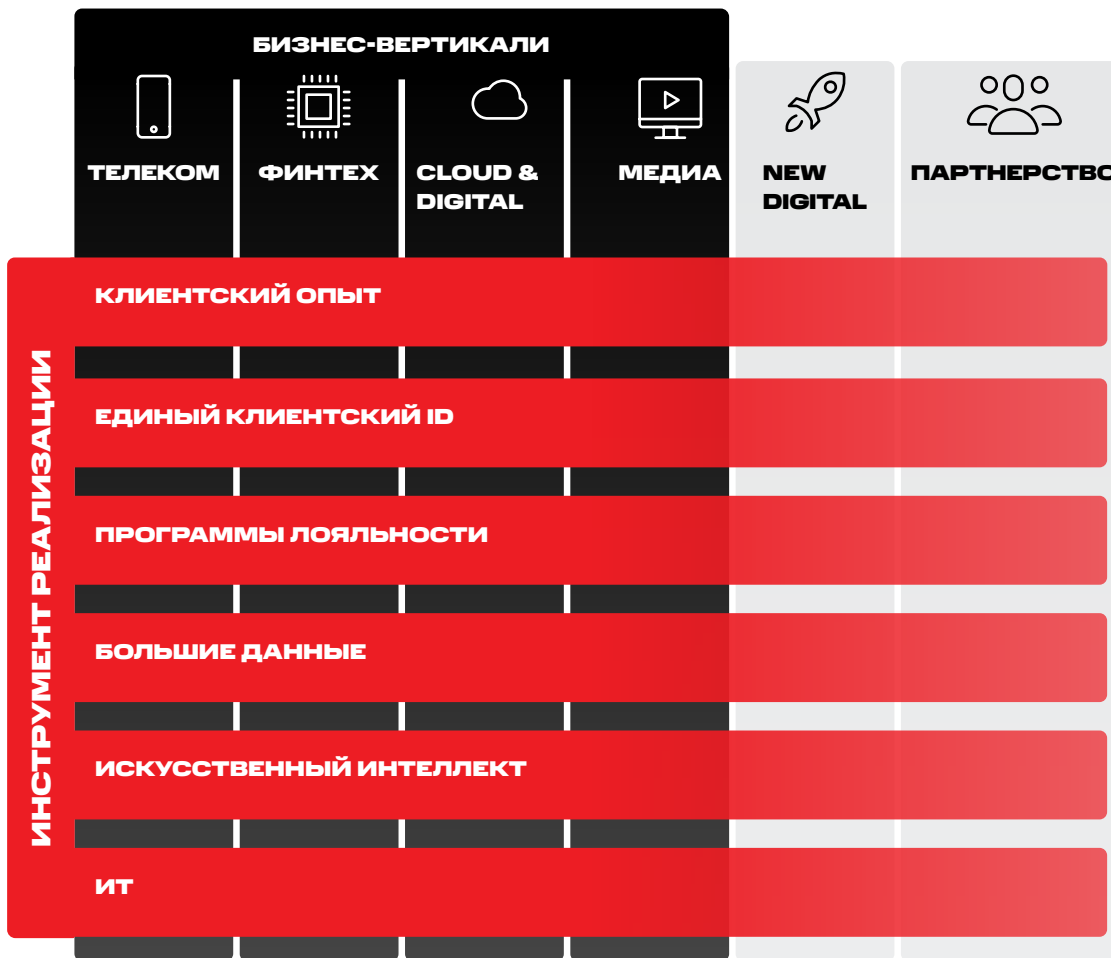 БИЗНЕС-ВЕРТИКАЛИ
ТЕЛЕКОМ
ФИНТЕХ
CLOUD &
DIGITAL
МЕДИА
NEW
DIGITAL
ПАРТНЕРСТВО
ИНСТРУМЕНТ РЕАЛИЗАЦИИ
КЛИЕНТСКИЙ ОПЫТ
ЕДИНЫЙ КЛИЕНТСКИЙ ID
ПРОГРАММЫ ЛОЯЛЬНОСТИ
БОЛЬШИЕ ДАННЫЕ
ИСКУССТВЕННЫЙ ИНТЕЛЛЕКТ
ИТ